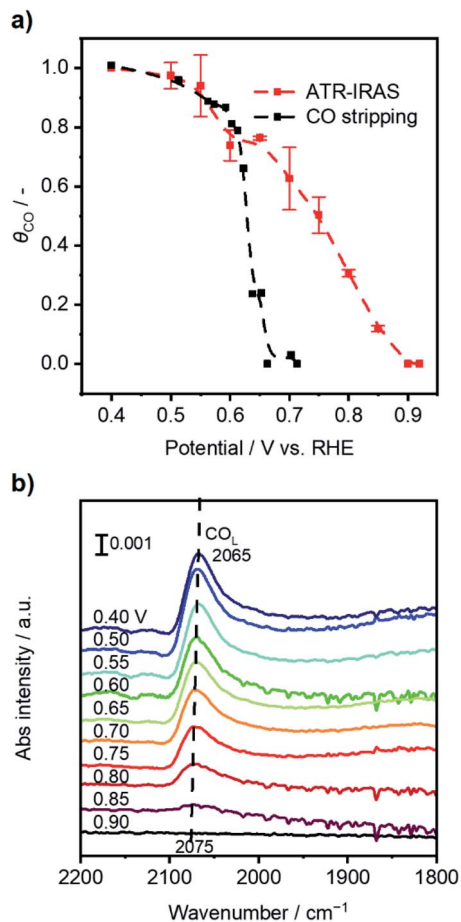 a)
1.0
0.8
0.6
0.4
0.2
0.0
θCO / -
ATR-IRAS
CO stripping
0.4 0.5 0.6 0.7 0.8 0.9
Potential / V vs. RHE
b)
0.001
COL
2065
0.40 V
0.50
0.55
0.60
0.65
0.70
0.75
0.80
0.85
0.90
2075
Abs intensity / a.u.
2200 2100 2000 1900 1800
Wavenumber / cm⁻¹